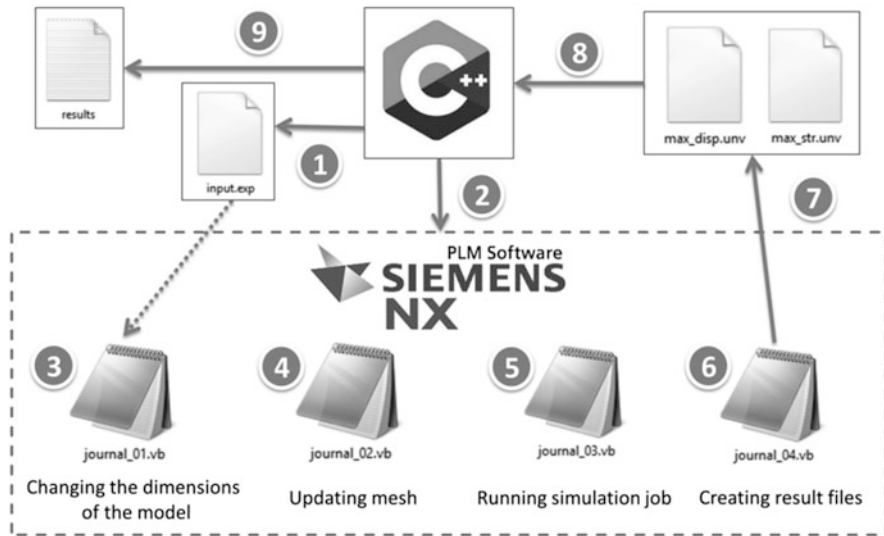 9
8
C++
results
max_disp.unv
max_str.unv
1
input.exp
2
7
PLM Software
SIEMENS
NX
3
4
5
6
journal_01.vb
journal_02.vb
journal_03.vb
journal_04.vb
Changing the dimensions
of the model
Updating mesh
Running simulation job
Creating result files